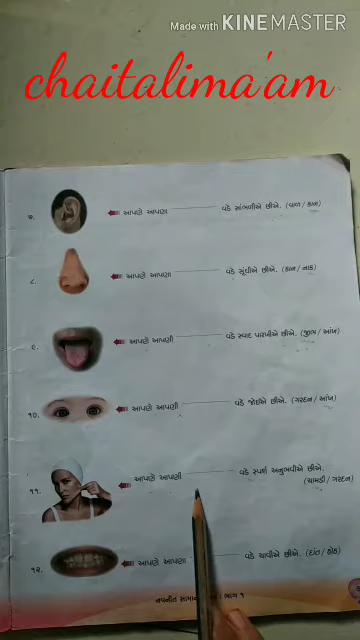 Made with KINEMASTER
chaitalima'am
૭. આપણે આપણા ——— વડે સાંભળીએ છીએ. (વાળ / કાન)
૮. આપણે આપણા ——— વડે સૂંઘીએ છીએ. (કાન / નાક)
૯. આપણે આપણી ——— વડે સ્વાદ પારખીએ છીએ. (જીભ / આંખ)
૧૦. આપણે આપણી ——— વડે જોઈએ છીએ. (ગરદન / આંખ)
૧૧. આપણે આપણી ——— વડે સ્પર્શ અનુભવીએ છીએ.
(ચામડી / ગરદન)
૧૨. આપણે આપણા ——— વડે ચાવીએ છીએ. (દાંત / હોઠ)
નવનીત ભાગ ૧